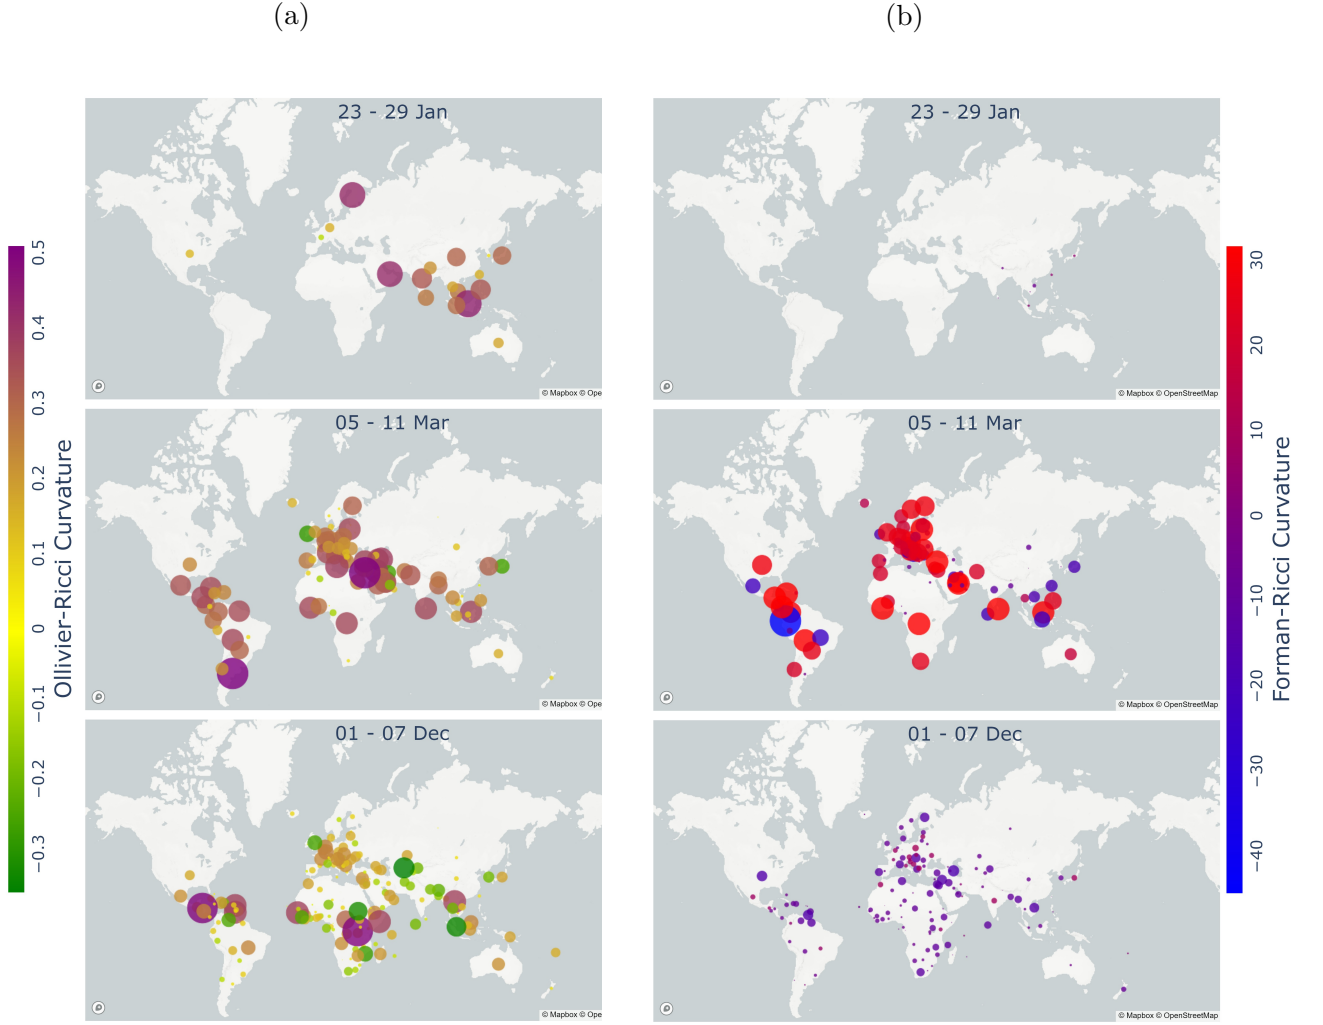 (a)
(b)
23 - 29 Jan
23 - 29 Jan
0.5
0.4
0.3
0.2
0.1
0
−0.1
−0.2
−0.3
Ollivier-Ricci Curvature
30
20
10
0
−10
−20
−30
−40
Forman-Ricci Curvature
© Mapbox © Ope
© Mapbox © OpenStreetMap
05 - 11 Mar
05 - 11 Mar
© Mapbox © Ope
© Mapbox © OpenStreetMap
01 - 07 Dec
01 - 07 Dec
© Mapbox © Ope
© Mapbox © OpenStreetMap